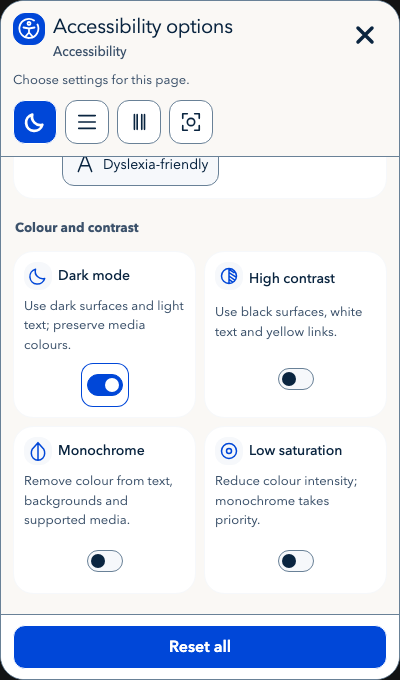 Accessibility options
Accessibility
Choose settings for this page.
Dyslexia-friendly
Colour and contrast
Dark mode
Use dark surfaces and light
text; preserve media
colours.
High contrast
Use black surfaces, white
text and yellow links.
Monochrome
Remove colour from text,
backgrounds and
supported media.
Low saturation
Reduce colour intensity;
monochrome takes
priority.
Reset all